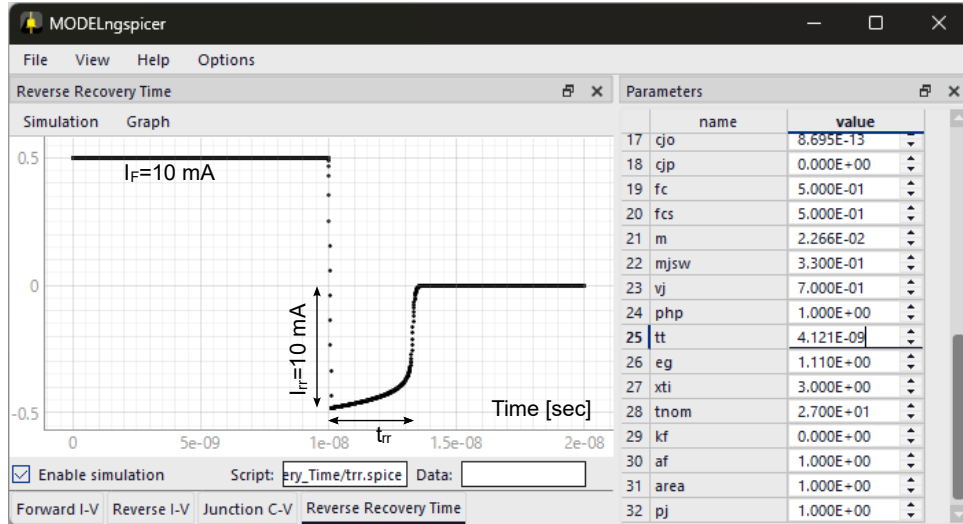 MODELngspicer
File View Help Options
Reverse Recovery Time
Simulation Graph
0.5
0
-0.5
I_F=10 mA
I_rr=10 mA
t_rr
Time [sec]
0 5e-09 1e-08 1.5e-08 2e-08
Enable simulation Script: ery_Time/trr.spice Data:
Forward I-V Reverse I-V Junction C-V Reverse Recovery Time
Parameters
name value
17 cjo 8.695E-13
18 cjp 0.000E+00
19 fc 5.000E-01
20 fcs 5.000E-01
21 m 2.266E-02
22 mjsw 3.300E-01
23 vj 7.000E-01
24 php 1.000E+00
25 tt 4.121E-09
26 eg 1.110E+00
27 xti 3.000E+00
28 tnom 2.700E+01
29 kf 0.000E+00
30 af 1.000E+00
31 area 1.000E+00
32 pj 1.000E+00